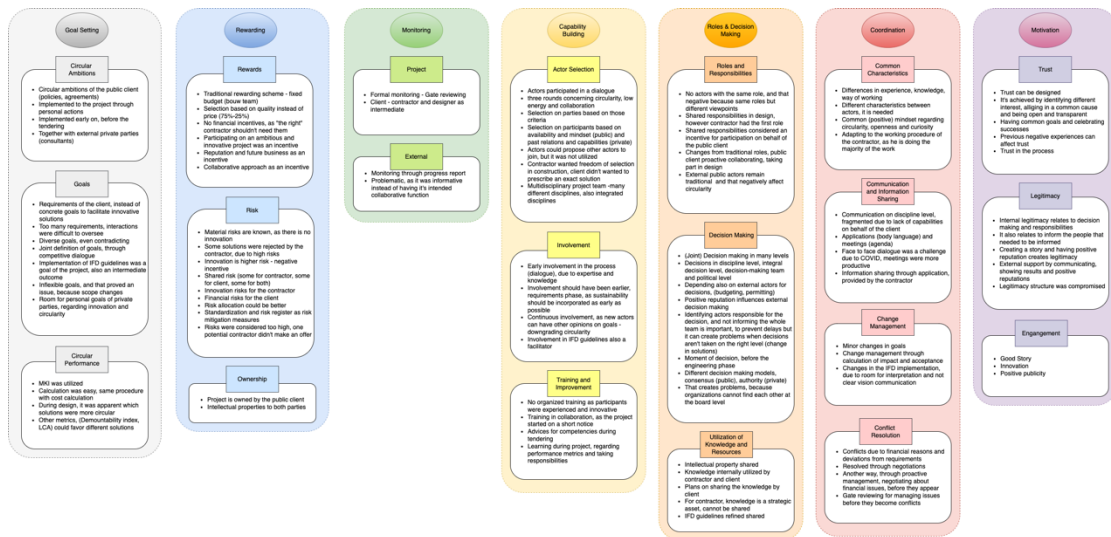 Goal Setting
Circular
Ambitions
• Circular ambitions of the public client
(policies, agreements)
• Implemented to the project through
personal actions
• Implemented early on, before the
tendering
• Together with external private parties
(consultants)
Goals
• Requirements of the client, instead of
concrete goals to facilitate innovative
solutions
• Too many requirements, interactions
were difficult to oversee
• Diverse goals, even contradicting
• Joint definition of goals, through
competitive dialogue
• Implementation of IFD guidelines was a
goal of the project, also an intermediate
outcome
• Inflexible goals, and that proved an
issue, because scope changes
• Room for personal goals of private
parties, regarding innovation and
circularity
Circular
Performance
• MKI was utilized
• Calculation was easy, same procedure
with cost calculation
• During design, it was apparent which
solutions were more circular
• Other metrics, (Demountability index,
LCA) could favor different solutions
Rewarding
Rewards
• Traditional rewarding scheme - fixed
budget (bouw team)
• Selection based on quality instead of
price (75%-25%)
• No financial incentives, as "the right"
contractor shouldn't need them
• Participating on an ambitious and
innovative project was an incentive
• Reputation and future business as an
incentive
• Collaborative approach as an incentive
Risk
• Material risks are known, as there is no
innovation
• Some solutions were rejected by the
contractor, due to high risks
• Innovation is higher risk - negative
incentive
• Shared risk (some for contractor, some
for client, some for both)
• Innovation risks for the contractor
• Financial risks for the client
• Risk allocation could be better
• Standardization and risk register as risk
mitigation measures
• Risks were considered too high, one
potential contractor didn't make an offer
Ownership
• Project is owned by the public client
• Intellectual properties to both parties
Monitoring
Project
• Formal monitoring - Gate reviewing
• Client - contractor and designer as
intermediate
External
• Monitoring through progress report
• Problematic, as it was informative
instead of having it's intended
collaborative function
Capability
Building
Actor Selection
• Actors participated in a dialogue
• three rounds concerning circularity, low
energy and collaboration
• Selection on parties based on those
criteria
• Selection on participants based on
availability and mindset (public) and
past relations and capabilities (private)
• Actors could propose other actors to
join, but it was not utilized
• Contractor wanted freedom of selection
in construction, client didn't wanted to
prescribe an exact solution
• Multidisciplinary project team -many
different disciplines, also integrated
disciplines
Involvement
• Early involvement in the process
(dialogue), due to expertise and
knowledge
• Involvement should have been earlier,
requirements phase, as sustainability
should be incorporated as early as
possible
• Continuous involvement, as new actors
can have other opinions on goals -
downgrading circularity
• Involvement in IFD guidelines also a
facilitator
Training and
Improvement
• No organized training as participants
were experienced and innovative
• Training in collaboration, as the project
started on a short notice
• Advices for competencies during
tendering
• Learning during project, regarding
performance metrics and taking
responsibilities
Roles & Decision
Making
Roles and
Responsibilities
• No actors with the same role, and that
negative because same roles but
different viewpoints
• Shared responsibilities in design,
however contractor had the first role
• Shared responsibilities considered an
incentive for participation on behalf of
the public client
• Changes from traditional roles, public
client proactive collaborating, taking
part in design
• External public actors remain
traditional and that negatively affect
circularity
Decision Making
• (Joint) Decision making in many levels
• Decisions in discipline level, integral
decision level, decision-making team
and political level
• Depending also on external actors for
decisions, (budgeting, permitting)
• Positive reputation influences external
decision making
• Identifying actors responsible for the
decision, and not informing the whole
team is important, to prevent delays but
it can create problems when decisions
aren't taken on the right level (change
in solutions)
• Moment of decision, before the
engineering phase
• Different decision making models,
consensus (public), authority (private)
• That creates problems, because
organizations cannot find each other at
the board level
Utilization of
Knowledge and
Resources
• Intellectual property shared
• Knowledge internally utilized by
contractor and client
• Plans on sharing the knowledge by
client
• For contractor, knowledge is a strategic
asset, cannot be shared
• IFD guidelines refined shared
Coordination
Common
Characteristics
• Differences in experience, knowledge,
way of working
• Different characteristics between
actors, it is needed
• Common (positive) mindset regarding
circularity, openness and curiosity
• Adapting to the working procedure of
the contractor, as he is doing the
majority of the work
Communication
and Information
Sharing
• Communication on discipline level,
fragmented due to lack of capabilities
on behalf of the client
• Applications (body language) and
meetings (agenda)
• Face to face dialogue was a challenge
due to COVID, meetings were more
productive
• Information sharing through application,
provided by the contractor
Change
Management
• Minor changes in goals
• Change management through
calculation of impact and acceptance
• Changes in the IFD implementation,
due to room for interpretation and not
clear vision communication
Conflict
Resolution
• Conflicts due to financial reasons and
deviations from requirements
• Resolved through negotiations
• Another way, through proactive
management, negotiating about
financial issues, before they appear
• Gate reviewing for managing issues
before they become conflicts
Motivation
Trust
• Trust can be designed
• It's achieved by identifying different
interest, alligning in a common cause
and being open and transparent
• Having common goals and celebrating
successes
• Previous negative experiences can
affect trust
• Trust in the process
Legitimacy
• Internal legitimacy relates to decision
making and responsibilities
• It also relates to inform the people that
needed to be informed
• Creating a story and having positive
reputation creates legitimacy
• External support by communicating,
showing results and positive
reputations
• Legitimacy structure was compromised
Engangement
• Good Story
• Innovation
• Positive publicity